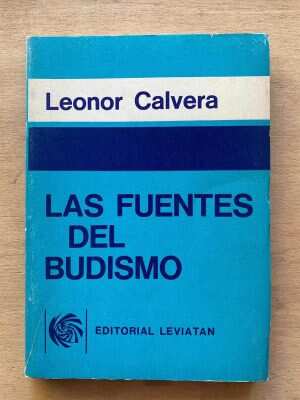 Leonor Calvera
LAS FUENTES
DEL
BUDISMO
EDITORIAL LEVIATAN